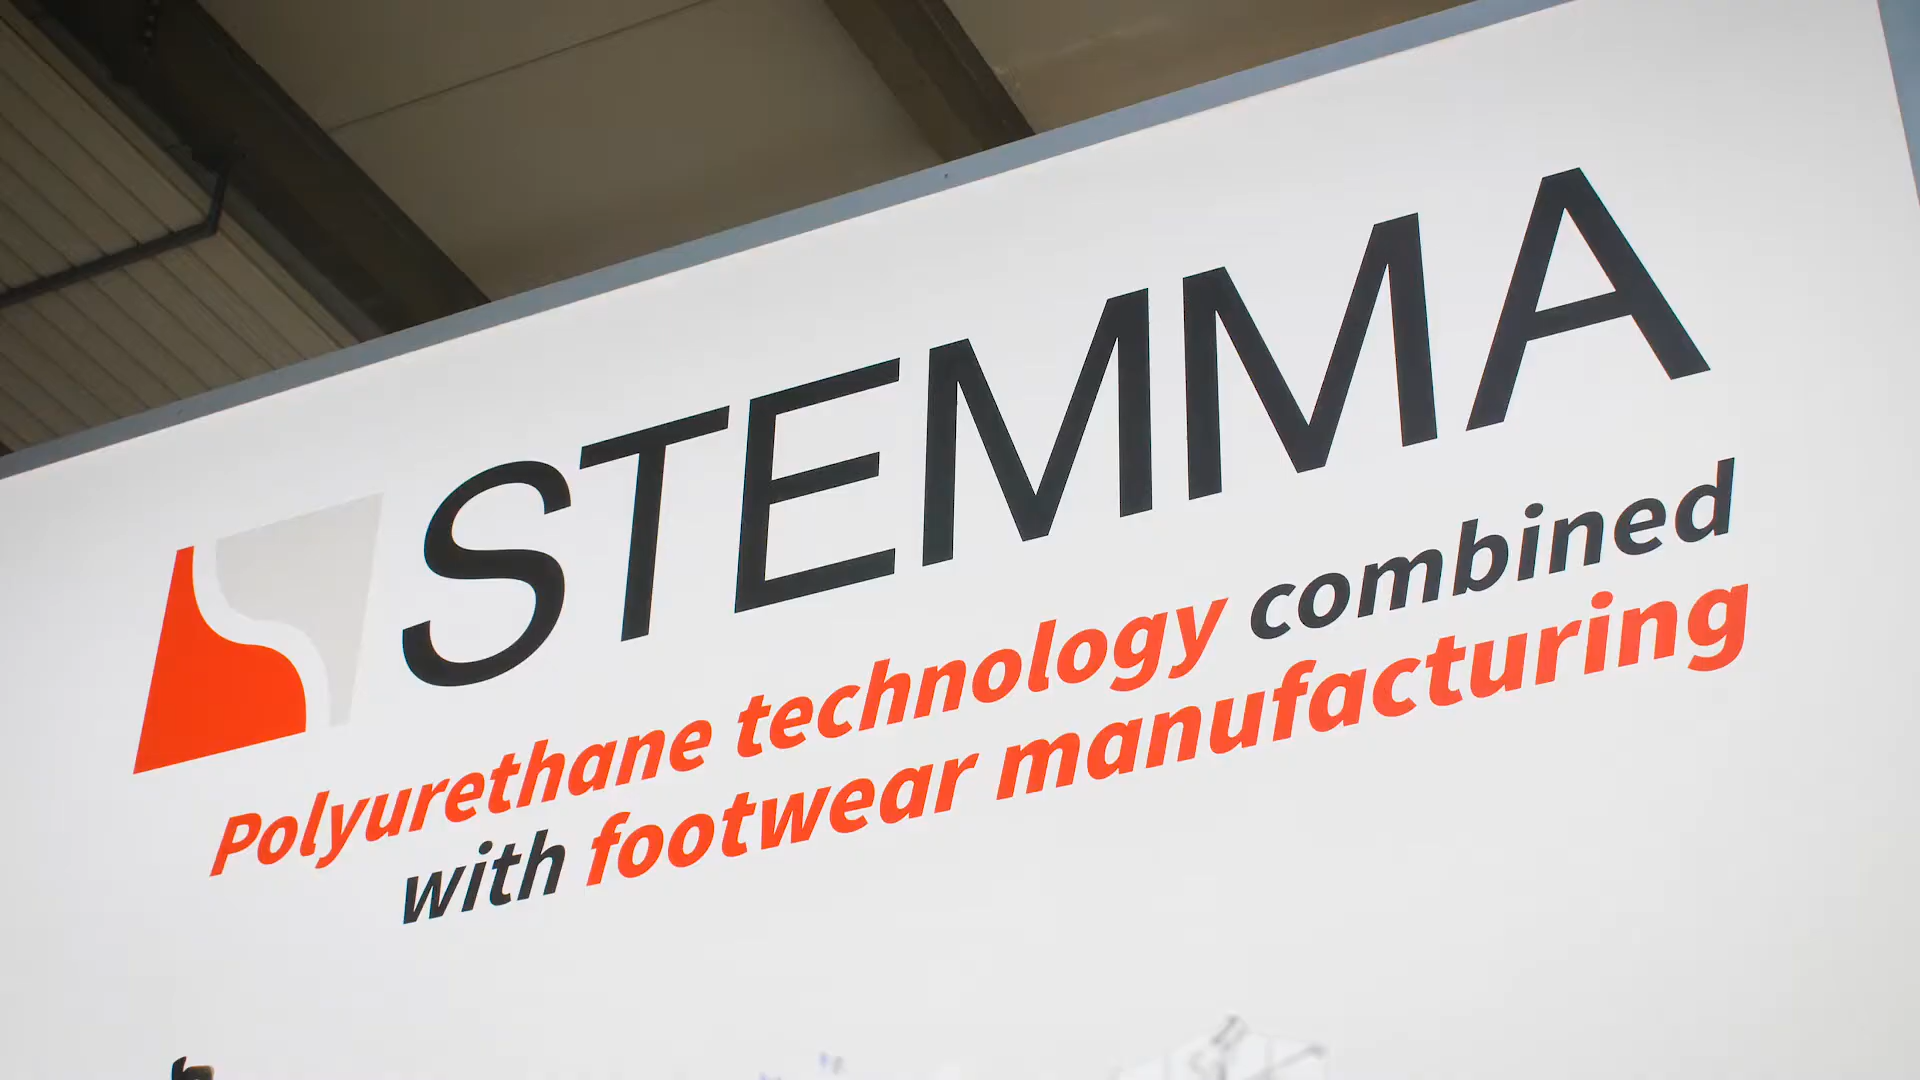 STEMMA
Polyurethane technology combined
with footwear manufacturing